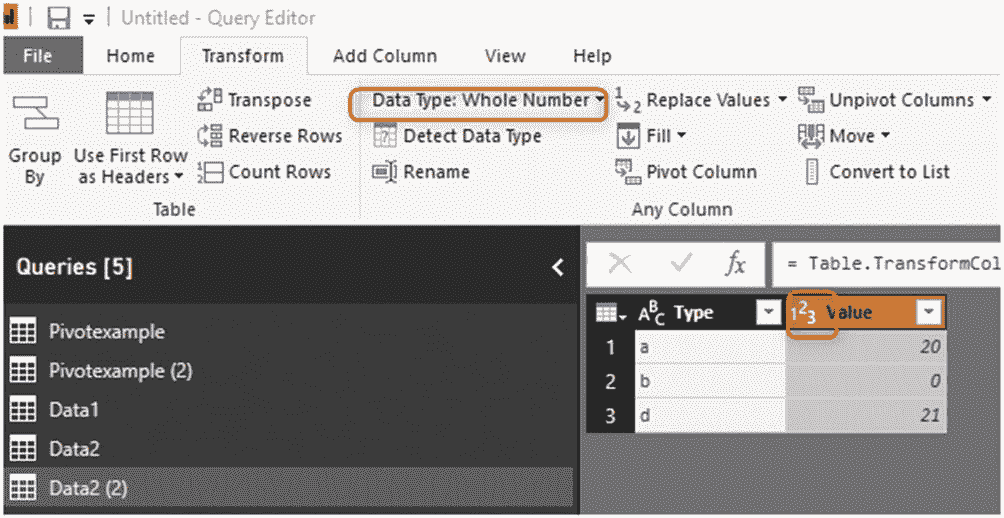 Untitled - Query Editor
File Home Transform Add Column View Help
Transpose Data Type: Whole Number Replace Values Unpivot Columns
Reverse Rows Detect Data Type Fill Move
Group By Use First Row as Headers Count Rows Rename Pivot Column Convert to List
Table Any Column
Queries [5] fx = Table.TransformCol
ABC Type 123 Value
1 a 20
2 b 0
3 d 21
Pivotexample
Pivotexample (2)
Data1
Data2
Data2 (2)